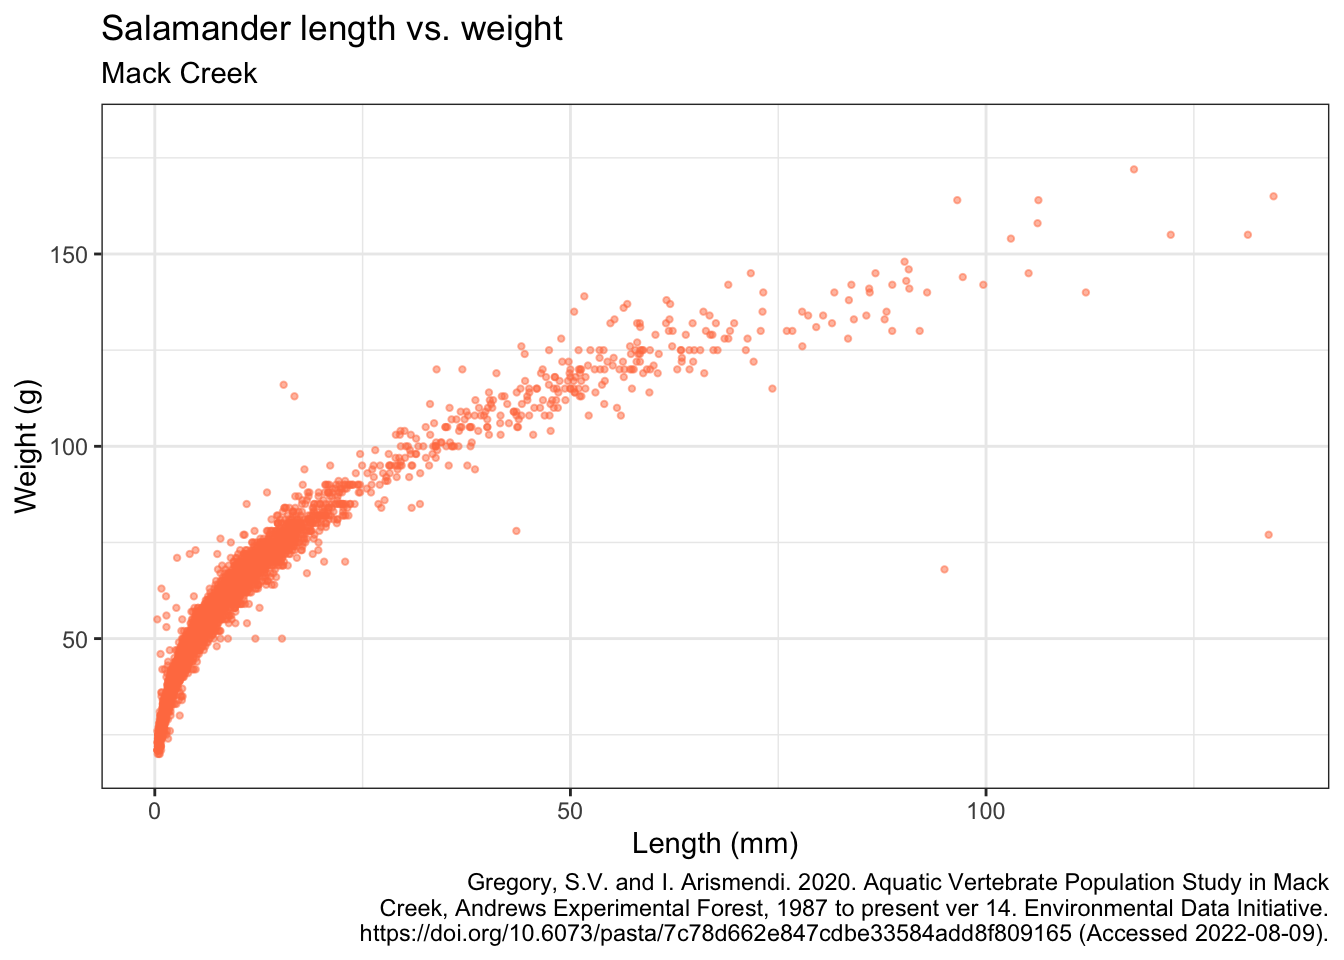 Salamander length vs. weight
Mack Creek
Weight (g)
150
100
50
0
50
100
Length (mm)
Gregory, S.V. and I. Arismendi. 2020. Aquatic Vertebrate Population Study in Mack
Creek, Andrews Experimental Forest, 1987 to present ver 14. Environmental Data Initiative.
https://doi.org/10.6073/pasta/7c78d662e847cdbe33584add8f809165 (Accessed 2022-08-09).